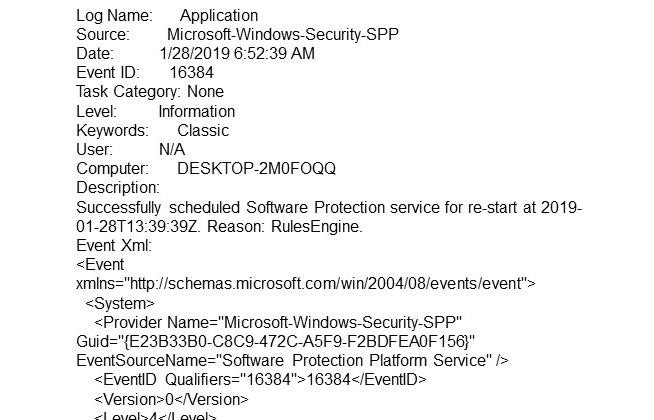 Log Name:      Application
Source:        Microsoft-Windows-Security-SPP
Date:          1/28/2019 6:52:39 AM
Event ID:      16384
Task Category: None
Level:         Information
Keywords:      Classic
User:          N/A
Computer:      DESKTOP-2M0FOQQ
Description:
Successfully scheduled Software Protection service for re-start at 2019-
01-28T13:39:39Z. Reason: RulesEngine.
Event Xml:
<Event
xmlns="http://schemas.microsoft.com/win/2004/08/events/event">
  <System>
    <Provider Name="Microsoft-Windows-Security-SPP"
Guid="{E23B33B0-C8C9-472C-A5F9-F2BDFEA0F156}"
EventSourceName="Software Protection Platform Service" />
    <EventID Qualifiers="16384">16384</EventID>
    <Version>0</Version>
    <Level>4</Level>